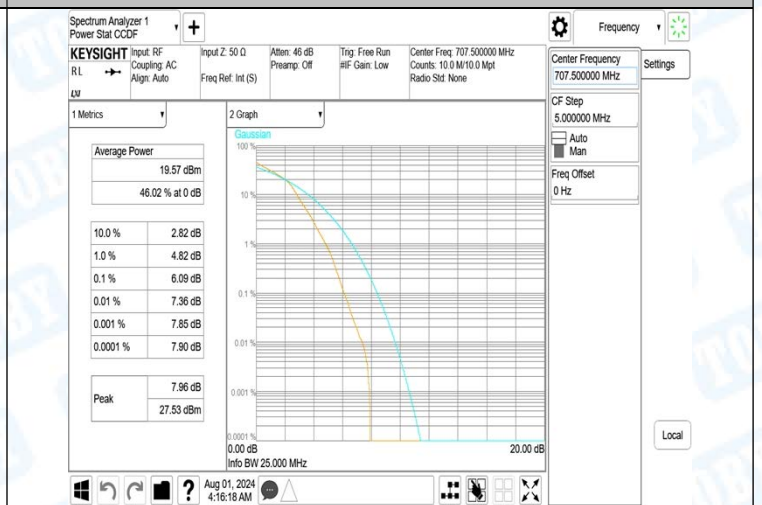 Spectrum Analyzer 1
Power Stat CCDF
+
Frequency
KEYSIGHT
RL
LXI
Input: RF
Coupling: AC
Align: Auto
Input Z: 50 Ω
Freq Ref: Int (S)
Atten: 46 dB
Preamp: Off
Trig: Free Run
#IF Gain: Low
Center Freq: 707.500000 MHz
Counts: 10.0 M/10.0 Mpt
Radio Std: None
Center Frequency
707.500000 MHz
Settings
CF Step
5.000000 MHz
Auto
Man
Freq Offset
0 Hz
1 Metrics
Average Power
19.57 dBm
46.02 % at 0 dB
10.0 % 2.82 dB
1.0 % 4.82 dB
0.1 % 6.09 dB
0.01 % 7.36 dB
0.001 % 7.85 dB
0.0001 % 7.90 dB
Peak
7.96 dB
27.53 dBm
2 Graph
Gaussian
100 %
10 %
1 %
0.1 %
0.01 %
0.001 %
0.0001 %
0.00 dB 20.00 dB
Info BW 25.000 MHz
Local
?
Aug 01, 2024
4:16:18 AM
TOBY